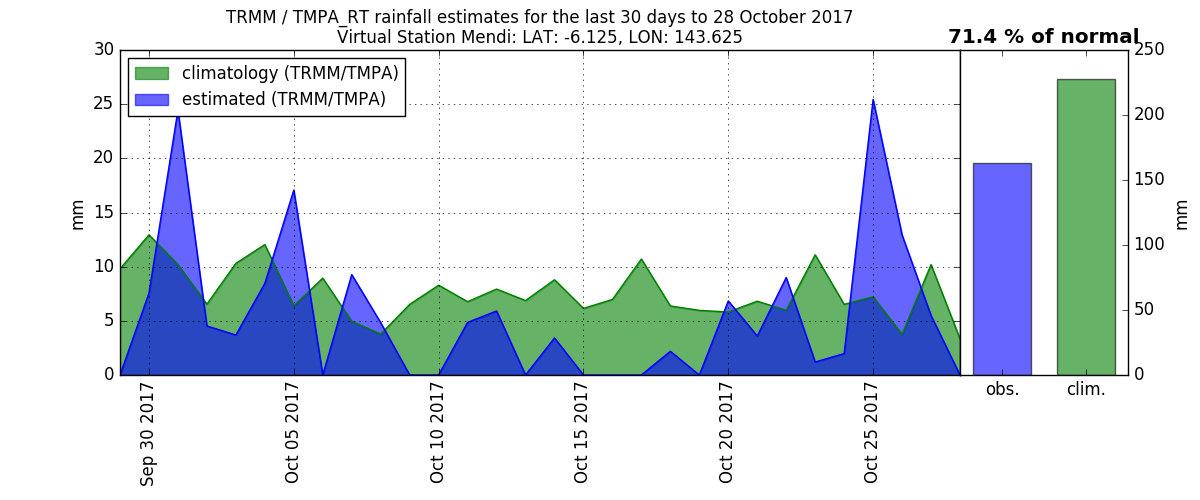 TRMM / TMPA_RT rainfall estimates for the last 30 days to 28 October 2017
Virtual Station Mendi: LAT: -6.125, LON: 143.625
71.4 % of normal
climatology (TRMM/TMPA)
estimated (TRMM/TMPA)
mm
30
25
20
15
10
5
0
Sep 30 2017
Oct 05 2017
Oct 10 2017
Oct 15 2017
Oct 20 2017
Oct 25 2017
obs.
clim.
250
200
150
100
50
0
mm